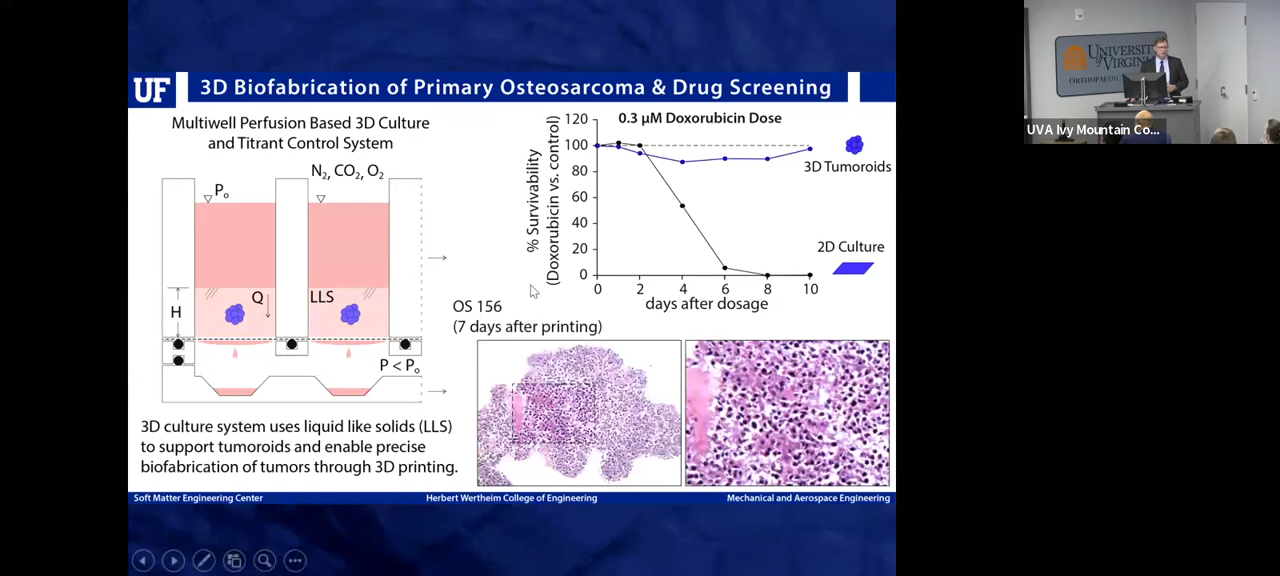 UF
3D Biofabrication of Primary Osteosarcoma & Drug Screening
Multiwell Perfusion Based 3D Culture
and Titrant Control System
N₂, CO₂, O₂
Pₒ
Q
LLS
H
P < Pₒ
3D culture system uses liquid like solids (LLS)
to support tumoroids and enable precise
biofabrication of tumors through 3D printing.
0.3 μM Doxorubicin Dose
% Survivability
(Doxorubicin vs. control)
120
100
80
60
40
20
0
0 2 4 6 8 10
days after dosage
3D Tumoroids
2D Culture
OS 156
(7 days after printing)
Soft Matter Engineering Center
Herbert Wertheim College of Engineering
Mechanical and Aerospace Engineering
UNIVERSITY
of VIRGINIA
ORTHOPAEDIC
UVA Ivy Mountain Co...